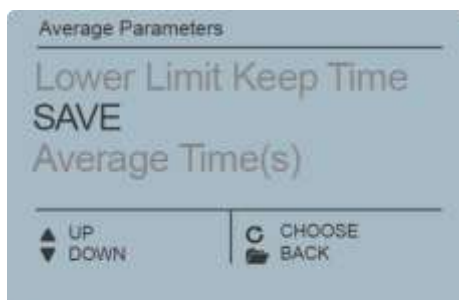 Average Parameters
Lower Limit Keep Time
SAVE
Average Time(s)
UP
DOWN
CHOOSE
BACK